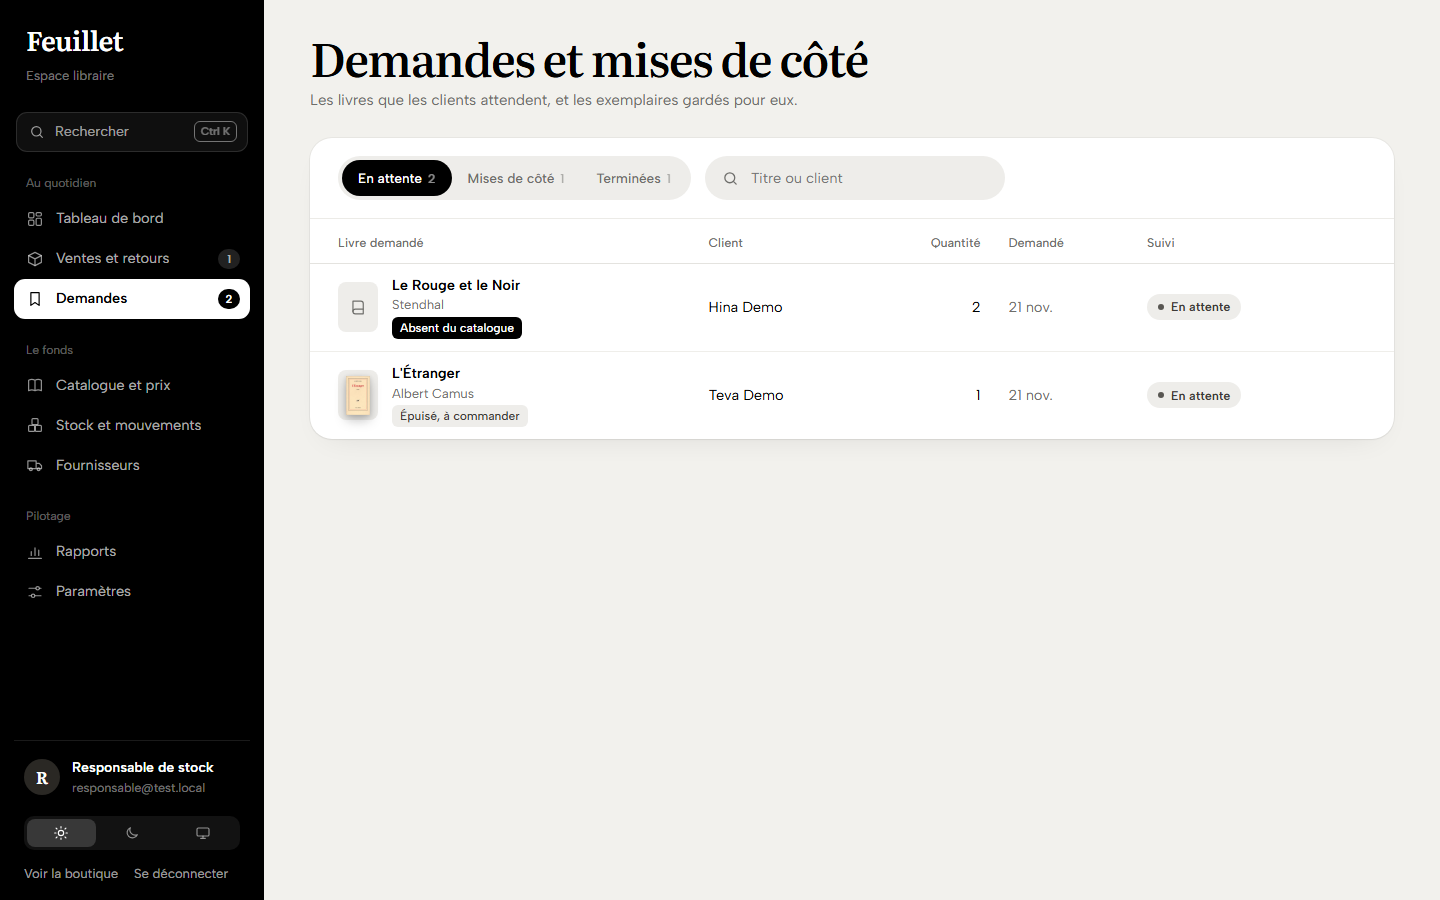 Feuillet
Espace libraire
Rechercher Ctrl K
Au quotidien
Tableau de bord
Ventes et retours 1
Demandes 2
Le fonds
Catalogue et prix
Stock et mouvements
Fournisseurs
Pilotage
Rapports
Paramètres
R
Responsable de stock
responsable@test.local
Voir la boutique Se déconnecter
Demandes et mises de côté
Les livres que les clients attendent, et les exemplaires gardés pour eux.
En attente 2 Mises de côté 1 Terminées 1 Titre ou client
Livre demandé Client Quantité Demandé Suivi
Le Rouge et le Noir
Stendhal
Absent du catalogue
Hina Demo 2 21 nov. En attente
L'Étranger
Albert Camus
Épuisé, à commander
Teva Demo 1 21 nov. En attente